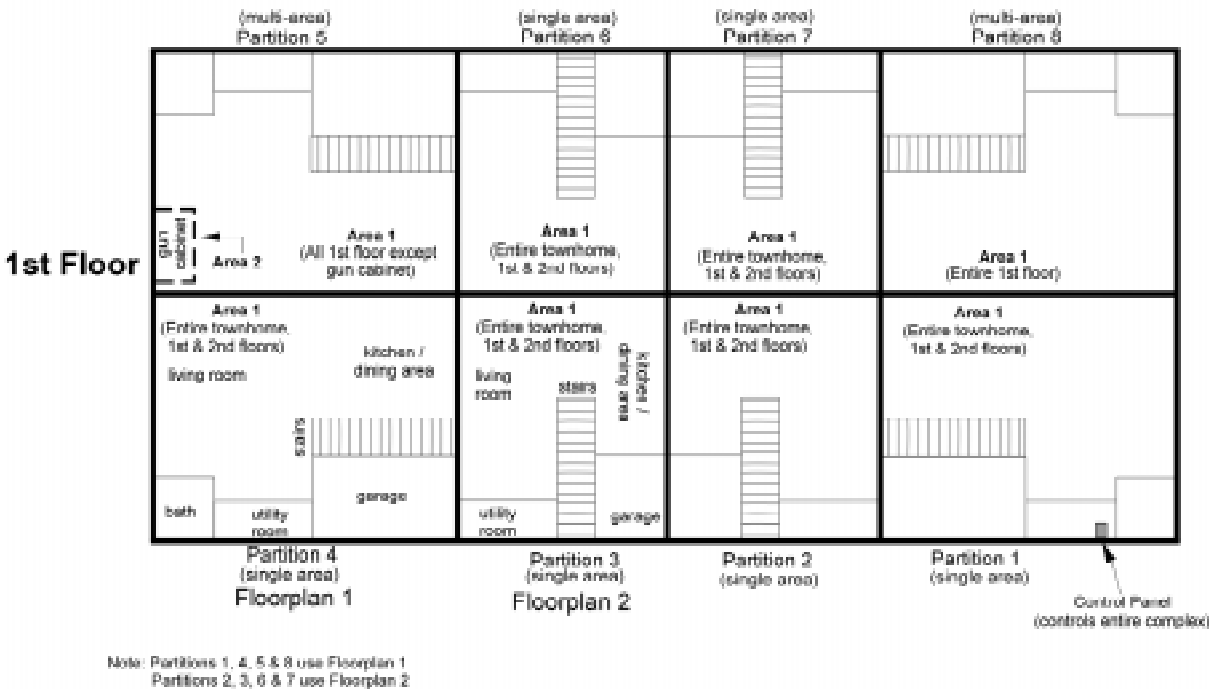 (multi-area)
Partition 5
(single area)
Partition 6
(single area)
Partition 7
(multi-area)
Partition 8
1st Floor
gun
cabinet
Area 2
Area 1
(All 1st floor except
gun cabinet)
Area 1
(Entire townhome,
1st & 2nd floors)
Area 1
(Entire townhome,
1st & 2nd floors)
Area 1
(Entire 1st floor)
Area 1
(Entire townhome,
1st & 2nd floors)
living room
kitchen /
dining area
stairs
bath
utility
room
garage
Area 1
(Entire townhome,
1st & 2nd floors)
living
room
stairs
kitchen /
dining area
utility
room
garage
Area 1
(Entire townhome,
1st & 2nd floors)
Area 1
(Entire townhome,
1st & 2nd floors)
Partition 4
(single area)
Floorplan 1
Partition 3
(single area)
Floorplan 2
Partition 2
(single area)
Partition 1
(single area)
Control Panel
(controls entire complex)
Note: Partitions 1, 4, 5 & 8 use Floorplan 1
Partitions 2, 3, 6 & 7 use Floorplan 2